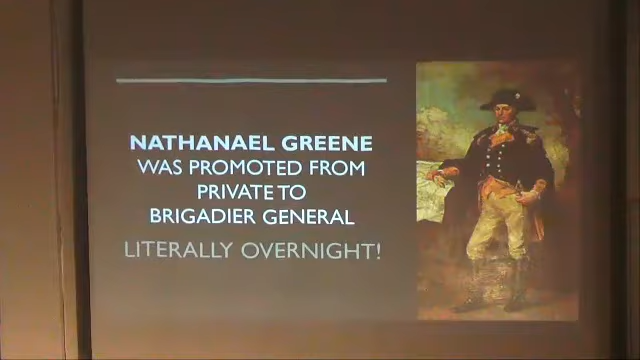 NATHANAEL GREENE
WAS PROMOTED FROM
PRIVATE TO
BRIGADIER GENERAL
LITERALLY OVERNIGHT!